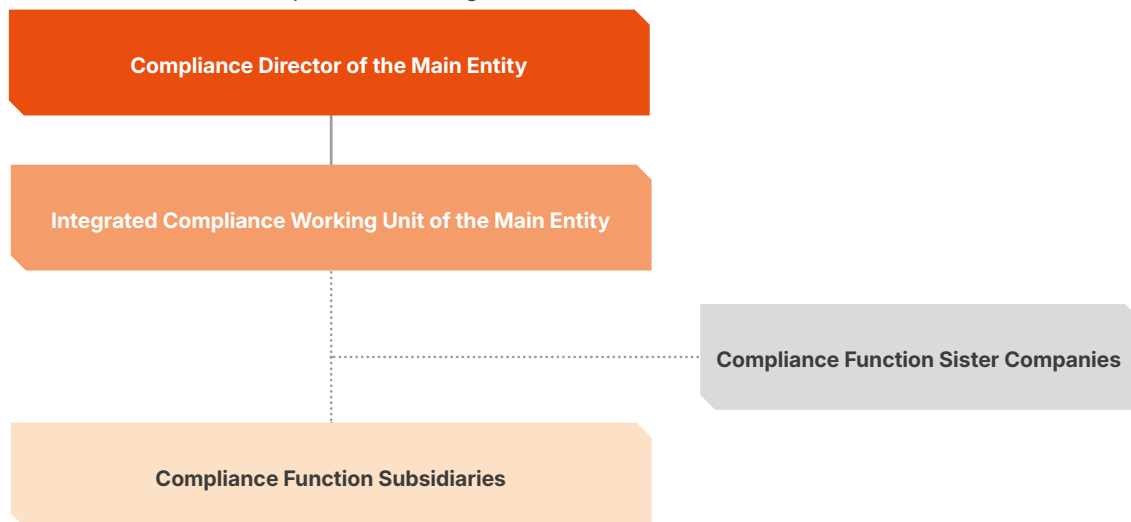 Compliance Director of the Main Entity
Integrated Compliance Working Unit of the Main Entity
Compliance Function Sister Companies
Compliance Function Subsidiaries